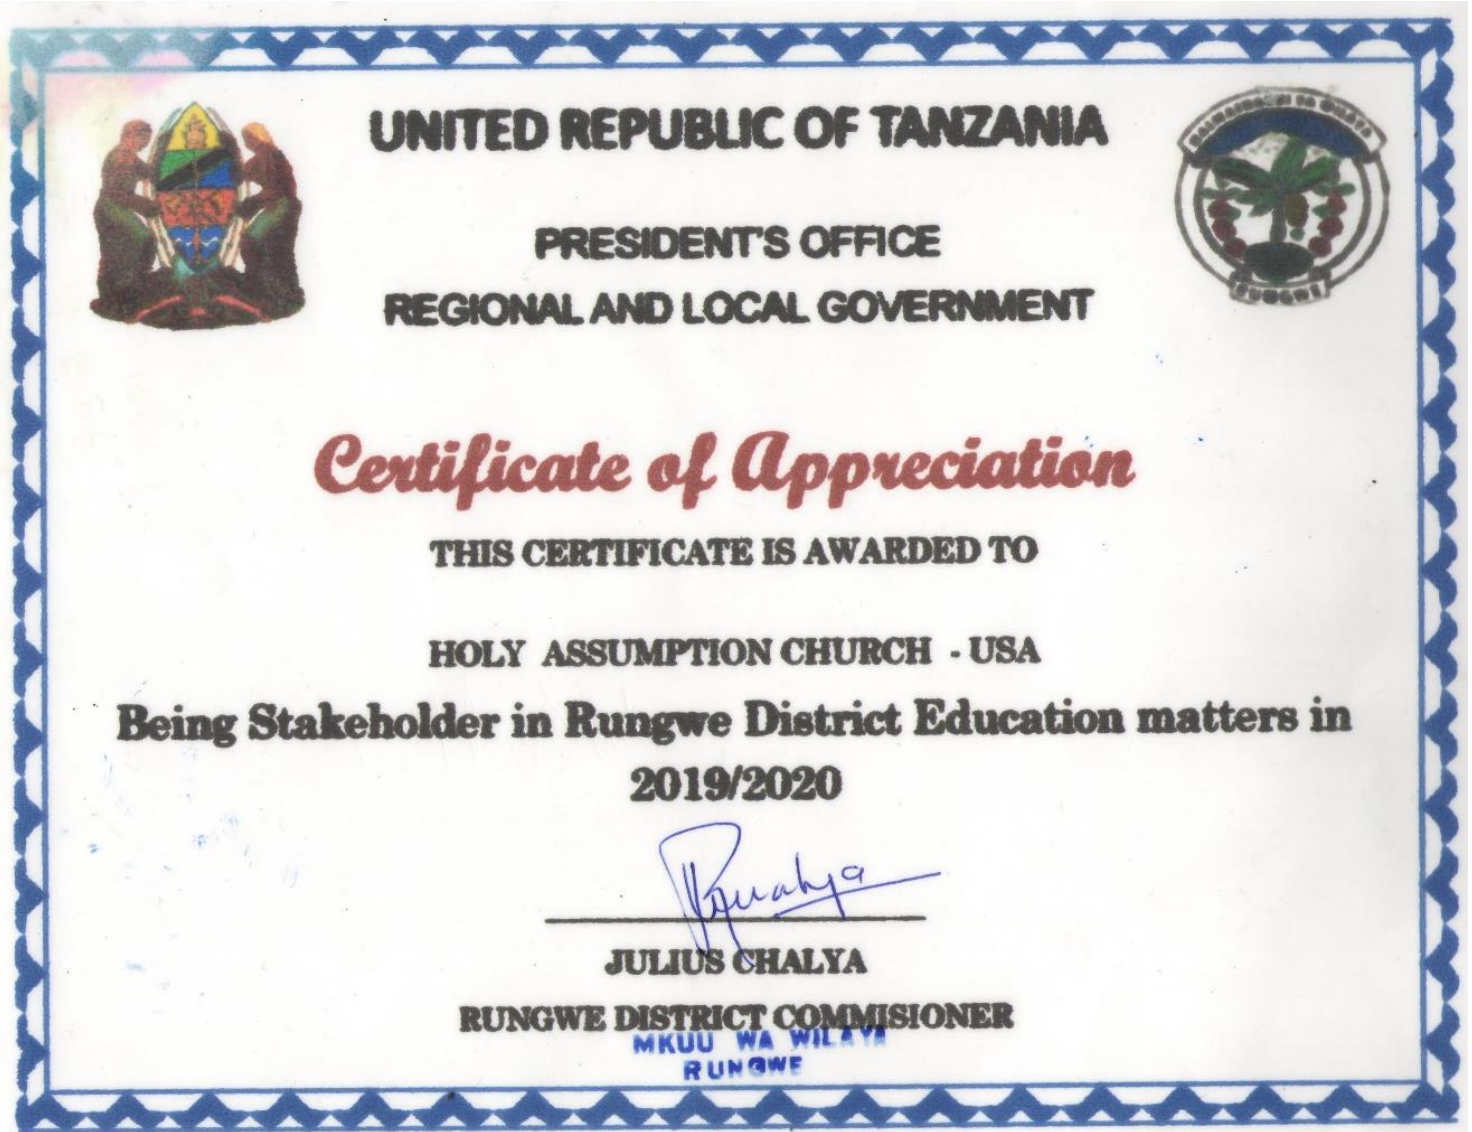 UNITED REPUBLIC OF TANZANIA
PRESIDENT'S OFFICE
REGIONAL AND LOCAL GOVERNMENT
RUNGWE
Certificate of Appreciation
THIS CERTIFICATE IS AWARDED TO
HOLY ASSUMPTION CHURCH - USA
Being Stakeholder in Rungwe District Education matters in
2019/2020
JULIUS CHALYA
RUNGWE DISTRICT COMMISIONER
MKUU WA WILAYA
RUNGWE